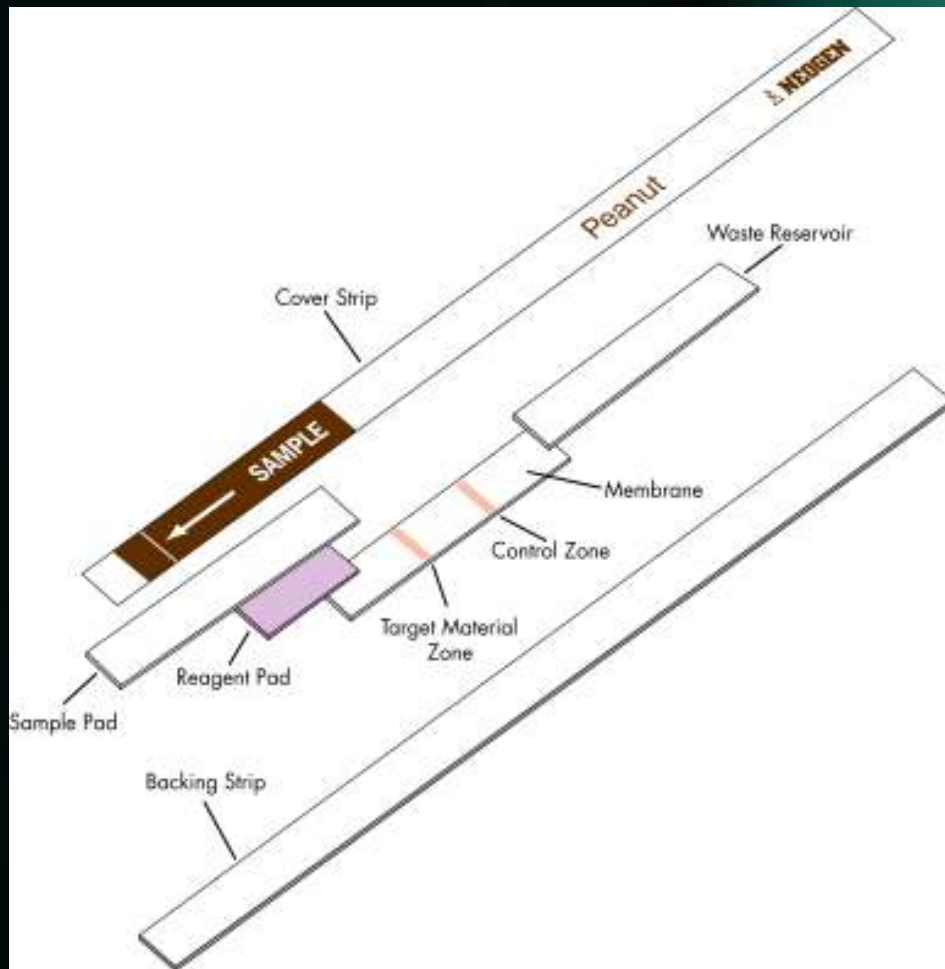 NEOGEN
Peanut
Waste Reservoir
Cover Strip
SAMPLE
Membrane
Control Zone
Target Material
Zone
Reagent Pad
Sample Pad
Backing Strip